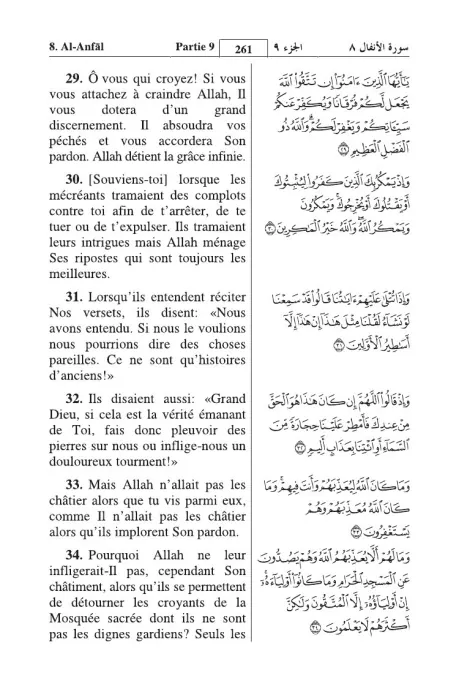 8. Al-Anfāl Partie 9 261 الجزء ٩ سورة الأنفال ٨
29. Ô vous qui croyez! Si vous
vous attachez à craindre Allah, Il
vous dotera d'un grand
discernement. Il absoudra vos
péchés et vous accordera Son
pardon. Allah détient la grâce infinie.
يَٰٓأَيُّهَا ٱلَّذِينَ ءَامَنُوٓا۟ إِن تَتَّقُوا۟ ٱللَّهَ
يَجْعَل لَّكُمْ فُرْقَانًا وَيُكَفِّرْ عَنكُمْ
سَيِّـَٔاتِكُمْ وَيَغْفِرْ لَكُمْ ۗ وَٱللَّهُ ذُو
ٱلْفَضْلِ ٱلْعَظِيمِ ٢٩
30. [Souviens-toi] lorsque les
mécréants tramaient des complots
contre toi afin de t'arrêter, de te
tuer ou de t'expulser. Ils tramaient
leurs intrigues mais Allah ménage
Ses ripostes qui sont toujours les
meilleures.
وَإِذْ يَمْكُرُ بِكَ ٱلَّذِينَ كَفَرُوا۟ لِيُثْبِتُوكَ
أَوْ يَقْتُلُوكَ أَوْ يُخْرِجُوكَ ۚ وَيَمْكُرُونَ
وَيَمْكُرُ ٱللَّهُ ۖ وَٱللَّهُ خَيْرُ ٱلْمَٰكِرِينَ ٣٠
31. Lorsqu'ils entendent réciter
Nos versets, ils disent: «Nous
avons entendu. Si nous le voulions
nous pourrions dire des choses
pareilles. Ce ne sont qu'histoires
d'anciens!»
وَإِذَا تُتْلَىٰ عَلَيْهِمْ ءَايَٰتُنَا قَالُوا۟ قَدْ سَمِعْنَا
لَوْ نَشَآءُ لَقُلْنَا مِثْلَ هَٰذَآ ۙ إِنْ هَٰذَآ إِلَّآ
أَسَٰطِيرُ ٱلْأَوَّلِينَ ٣١
32. Ils disaient aussi: «Grand
Dieu, si cela est la vérité émanant
de Toi, fais donc pleuvoir des
pierres sur nous ou inflige-nous un
douloureux tourment!»
وَإِذْ قَالُوا۟ ٱللَّهُمَّ إِن كَانَ هَٰذَا هُوَ ٱلْحَقَّ
مِنْ عِندِكَ فَأَمْطِرْ عَلَيْنَا حِجَارَةً مِّنَ
ٱلسَّمَآءِ أَوِ ٱئْتِنَا بِعَذَابٍ أَلِيمٍ ٣٢
33. Mais Allah n'allait pas les
châtier alors que tu vis parmi eux,
comme Il n'allait pas les châtier
alors qu'ils implorent Son pardon.
وَمَا كَانَ ٱللَّهُ لِيُعَذِّبَهُمْ وَأَنتَ فِيهِمْ ۚ وَمَا
كَانَ ٱللَّهُ مُعَذِّبَهُمْ وَهُمْ
يَسْتَغْفِرُونَ ٣٣
34. Pourquoi Allah ne leur
infligerait-Il pas, cependant Son
châtiment, alors qu'ils se permettent
de détourner les croyants de la
Mosquée sacrée dont ils ne sont
pas les dignes gardiens? Seuls les
وَمَا لَهُمْ أَلَّا يُعَذِّبَهُمُ ٱللَّهُ وَهُمْ يَصُدُّونَ
عَنِ ٱلْمَسْجِدِ ٱلْحَرَامِ وَمَا كَانُوٓا۟ أَوْلِيَآءَهُۥٓ ۚ
إِنْ أَوْلِيَآؤُهُۥٓ إِلَّا ٱلْمُتَّقُونَ وَلَٰكِنَّ
أَكْثَرَهُمْ لَا يَعْلَمُونَ ٣٤